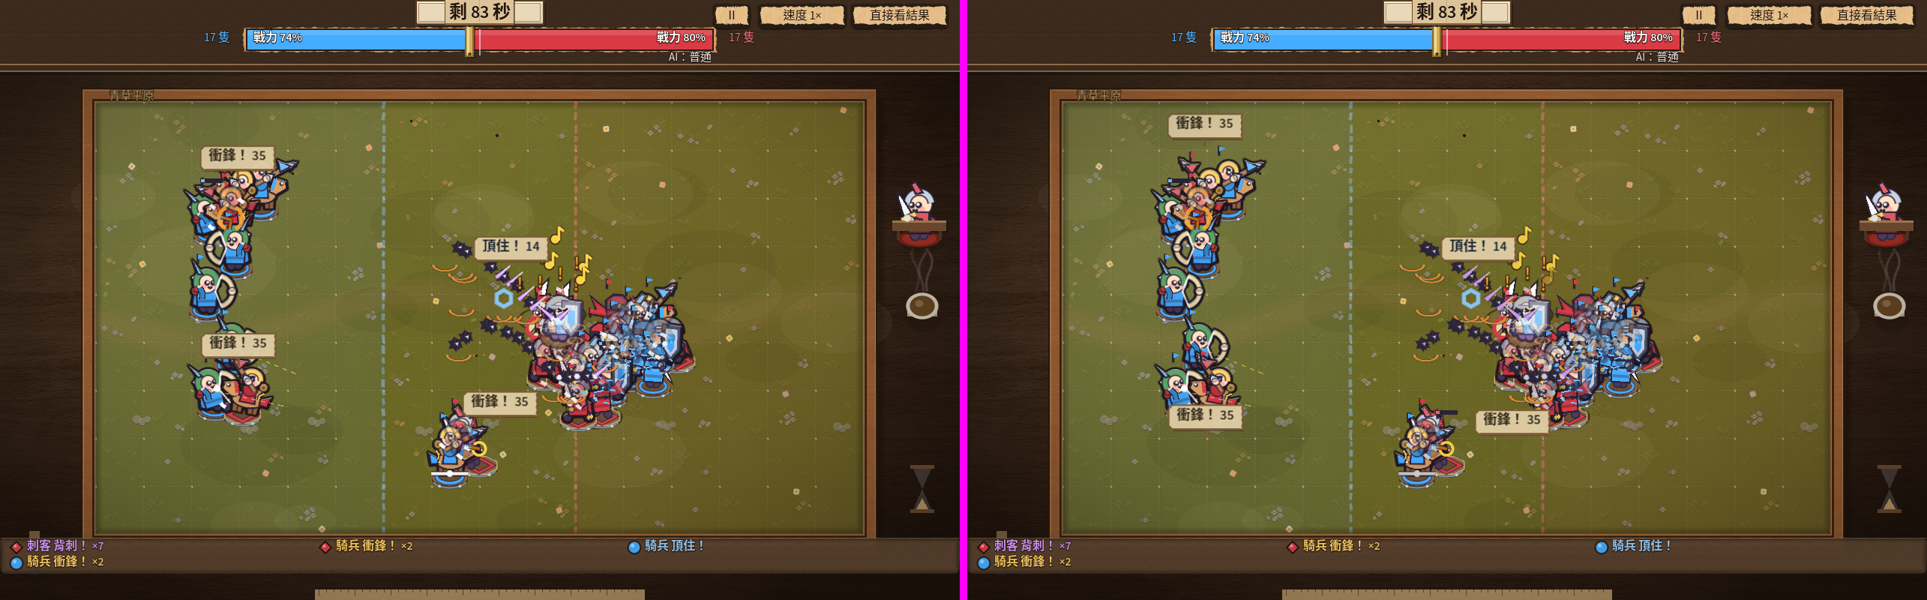 剩 83 秒
II
速度 1×
直接看結果
17 隻
戰力 74%
戰力 80%
17 隻
AI：普通
青草平原
衝鋒！ 35
頂住！ 14
衝鋒！ 35
衝鋒！ 35
刺客 背刺！ ×7
騎兵 衝鋒！ ×2
騎兵 頂住！
騎兵 衝鋒！ ×2
剩 83 秒
II
速度 1×
直接看結果
17 隻
戰力 74%
戰力 80%
17 隻
AI：普通
青草平原
衝鋒！ 35
頂住！ 14
衝鋒！ 35
衝鋒！ 35
刺客 背刺！ ×7
騎兵 衝鋒！ ×2
騎兵 頂住！
騎兵 衝鋒！ ×2